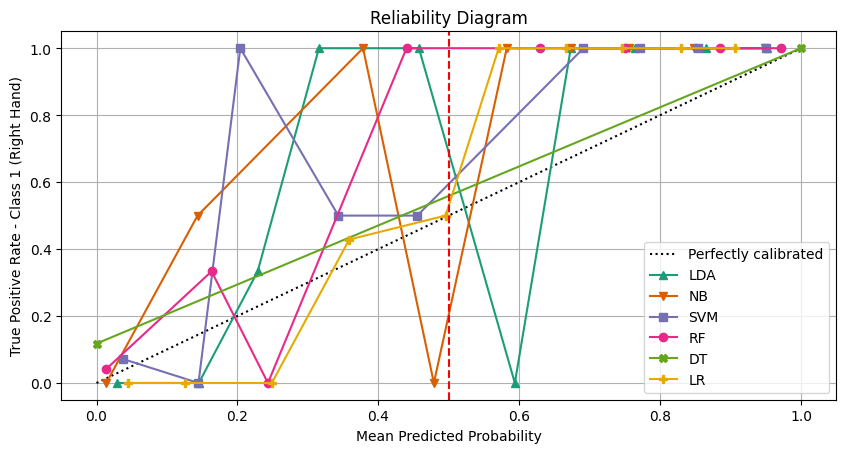 Reliability Diagram
True Positive Rate - Class 1 (Right Hand)
1.0
0.8
0.6
0.4
0.2
0.0
Perfectly calibrated
LDA
NB
SVM
RF
DT
LR
0.0 0.2 0.4 0.6 0.8 1.0
Mean Predicted Probability